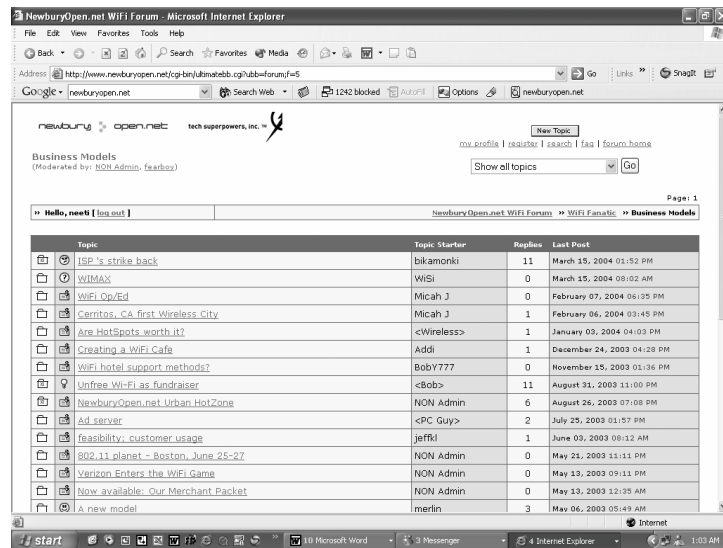 NewburyOpen.net WiFi Forum - Microsoft Internet Explorer
File Edit View Favorites Tools Help
Back Search Favorites Media
Address http://www.newburyopen.net/cgi-bin/ultimatebb.cgi?ubb=forum;f=5 Go Links » SnagIt
Google newburyopen.net Search Web 1242 blocked AutoFill Options newburyopen.net
newbury open.net tech superpowers, inc. ™
New Topic
my profile | register | search | faq | forum home
Business Models
(Moderated by: NON Admin, fearboy)
Show all topics Go
Page: 1
» Hello, neeti [ log out ] NewburyOpen.net WiFi Forum » WiFi Fanatic » Business Models
Topic Topic Starter Replies Last Post
ISP 's strike back bikamonki 11 March 15, 2004 01:52 PM
WIMAX WiSi 0 March 15, 2004 08:02 AM
WiFi Op/Ed Micah J 0 February 07, 2004 06:35 PM
Cerritos, CA first Wireless City Micah J 1 February 06, 2004 03:45 PM
Are HotSpots worth it? <Wireless> 1 January 03, 2004 04:03 PM
Creating a WiFi Cafe Addi 1 December 24, 2003 04:28 PM
WiFi hotel support methods? BobY777 0 November 15, 2003 01:36 PM
Unfree Wi-Fi as fundraiser <Bob> 11 August 31, 2003 11:00 PM
NewburyOpen.net Urban HotZone NON Admin 6 August 26, 2003 07:08 PM
Ad server <PC Guy> 2 July 25, 2003 01:57 PM
feasibility; customer usage jeffkl 1 June 03, 2003 08:12 AM
802.11 planet - Boston, June 25-27 NON Admin 0 May 21, 2003 11:11 PM
Verizon Enters the WiFi Game NON Admin 0 May 13, 2003 09:11 PM
Now available: Our Merchant Packet NON Admin 0 May 13, 2003 12:35 AM
A new model merlin 3 May 06, 2003 05:49 AM
Internet
start » 10 Microsoft Word 3 Messenger 4 Internet Explorer 1:03 AM